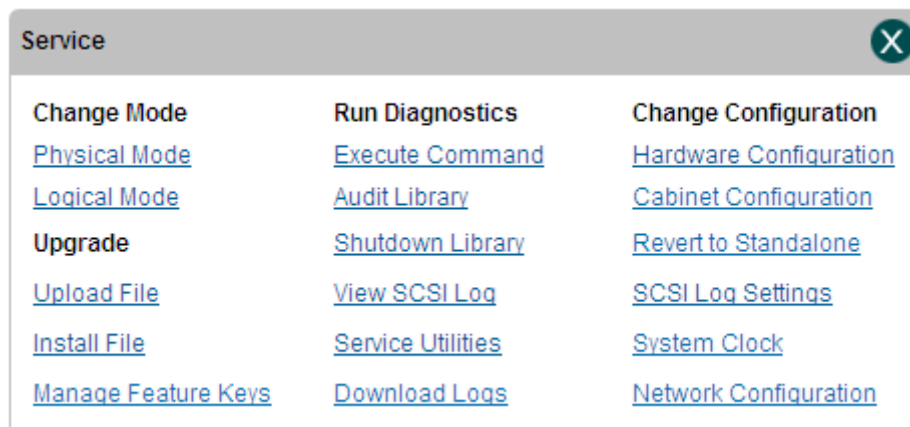 Service
X
Change Mode
Physical Mode
Logical Mode
Upgrade
Upload File
Install File
Manage Feature Keys
Run Diagnostics
Execute Command
Audit Library
Shutdown Library
View SCSI Log
Service Utilities
Download Logs
Change Configuration
Hardware Configuration
Cabinet Configuration
Revert to Standalone
SCSI Log Settings
System Clock
Network Configuration